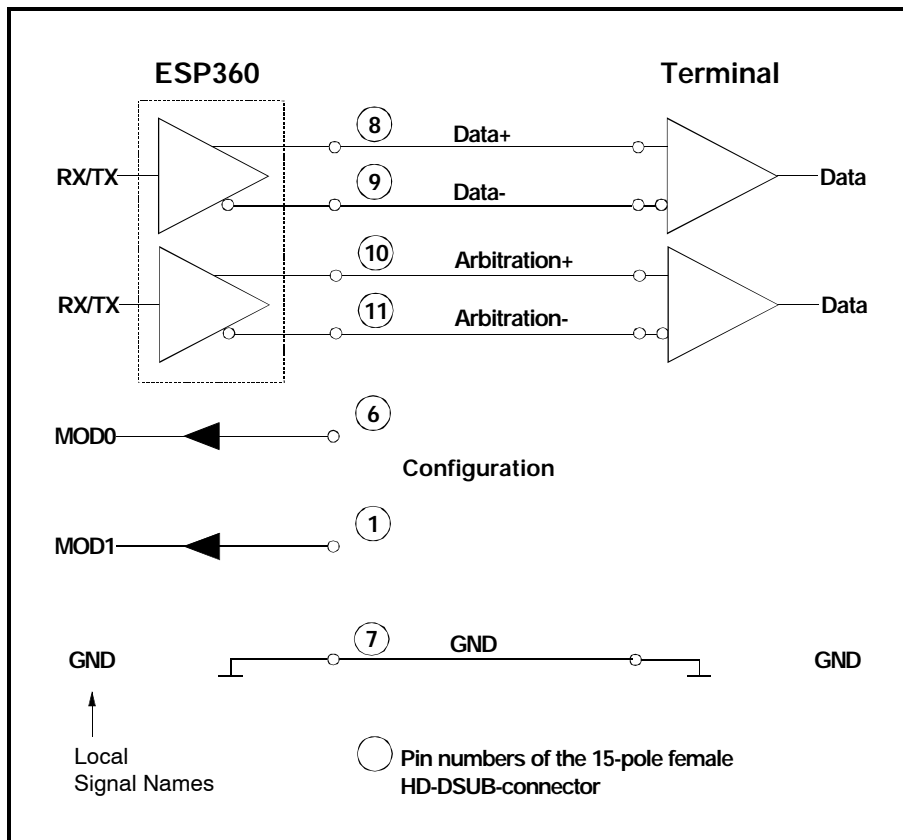 ESP360
Terminal
8
Data+
RX/TX
9
Data-
Data
10
Arbitration+
RX/TX
11
Arbitration-
Data
6
MOD0
Configuration
1
MOD1
7
GND
GND
GND
Local
Signal Names
Pin numbers of the 15-pole female
HD-DSUB-connector